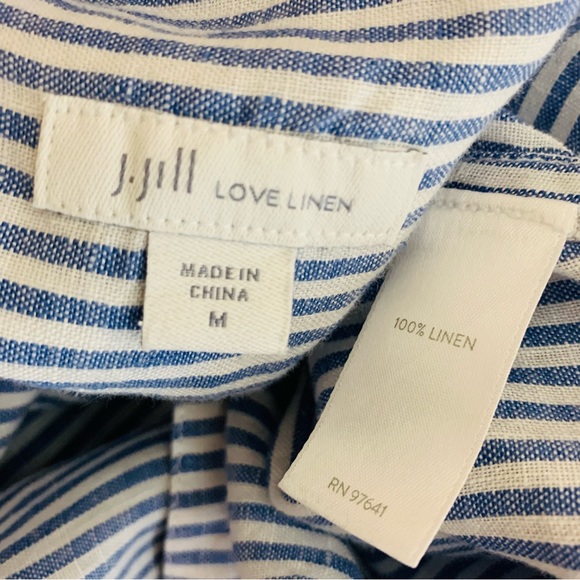 J.Jill LOVE LINEN
MADE IN
CHINA
M
100% LINEN
RN 97641